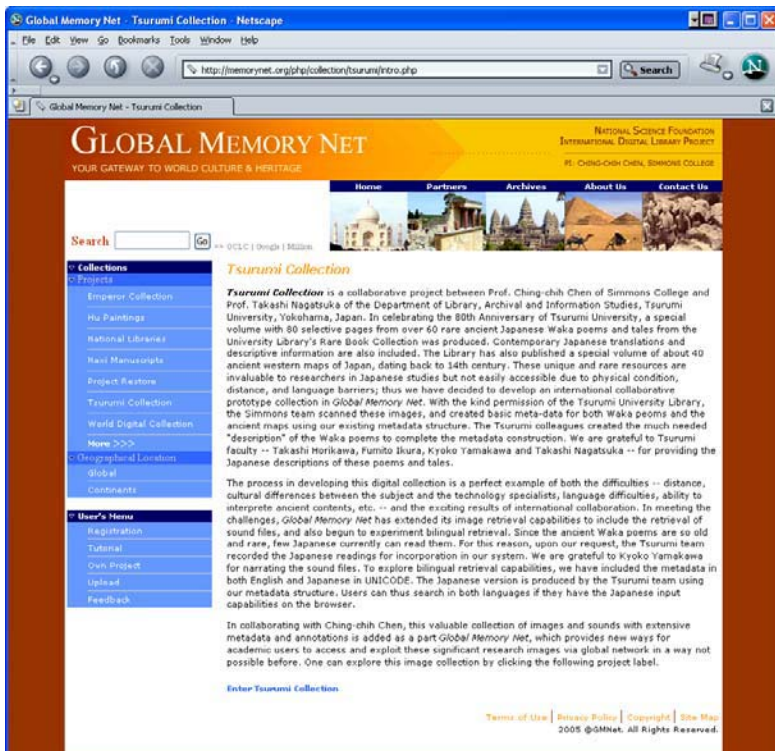 Global Memory Net - Tsurumi Collection - Netscape
File Edit View Go Bookmarks Tools Window Help
http://memorynet.org/php/collection/tsurumi/intro.php
Search
Global Memory Net - Tsurumi Collection
GLOBAL MEMORY NET
YOUR GATEWAY TO WORLD CULTURE & HERITAGE
NATIONAL SCIENCE FOUNDATION
INTERNATIONAL DIGITAL LIBRARY PROJECT
PI: CHING-CHIH CHEN, SIMMONS COLLEGE
Home Partners Archives About Us Contact Us
Search Go >> OCLC | Google | Million
Collections
Projects
Emperor Collection
Hu Paintings
National Libraries
Naxi Manuscripts
Project Restore
Tsurumi Collection
World Digital Collection
More >>>
Geographical Location
Global
Continents
User's Menu
Registration
Tutorial
Own Project
Upload
Feedback
Tsurumi Collection
Tsurumi Collection is a collaborative project between Prof. Ching-chih Chen of Simmons College and
Prof. Takashi Nagatsuka of the Department of Library, Archival and Information Studies, Tsurumi
University, Yokohama, Japan. In celebrating the 80th Anniversary of Tsurumi University, a special
volume with 80 selective pages from over 60 rare ancient Japanese Waka poems and tales from the
University Library's Rare Book Collection was produced. Contemporary Japanese translations and
descriptive information are also included. The Library has also published a special volume of about 40
ancient western maps of Japan, dating back to 14th century. These unique and rare resources are
invaluable to researchers in Japanese studies but not easily accessible due to physical condition,
distance, and language barriers; thus we have decided to develop an international collaborative
prototype collection in Global Memory Net. With the kind permission of the Tsurumi University Library,
the Simmons team scanned these images, and created basic meta-data for both Waka peoms and the
ancient maps using our existing metadata structure. The Tsurumi colleagues created the much needed
"description" of the Waka poems to complete the metadata construction. We are grateful to Tsurumi
faculty -- Takashi Horikawa, Fumito Ikura, Kyoko Yamakawa and Takashi Nagatsuka -- for providing the
Japanese descriptions of these poems and tales.
The process in developing this digital collection is a perfect example of both the difficulties -- distance,
cultural differences between the subject and the technology specialists, language difficulties, ability to
interprete ancient contents, etc. -- and the exciting results of international collaboration. In meeting the
challenges, Global Memory Net has extended its image retrieval capabilities to include the retrieval of
sound files, and also begun to experiment bilingual retrieval. Since the ancient Waka poems are so old
and rare, few Japanese currently can read them. For this reason, upon our request, the Tsurumi team
recorded the Japanese readings for incorporation in our system. We are grateful to Kyoko Yamakawa
for narrating the sound files. To explore bilingual retrieval capabilities, we have included the metadata in
both English and Japanese in UNICODE. The Japanese version is produced by the Tsurumi team using
our metadata structure. Users can thus search in both languages if they have the Japanese input
capabilities on the browser.
In collaborating with Ching-chih Chen, this valuable collection of images and sounds with extensive
metadata and annotations is added as a part Global Memory Net, which provides new ways for
academic users to access and exploit these significant research images via global network in a way not
possible before. One can explore this image collection by clicking the following project label.
Enter Tsurumi Collection
Terms of Use | Privacy Policy | Copyright | Site Map
2005 @GMNet. All Rights Reserved.